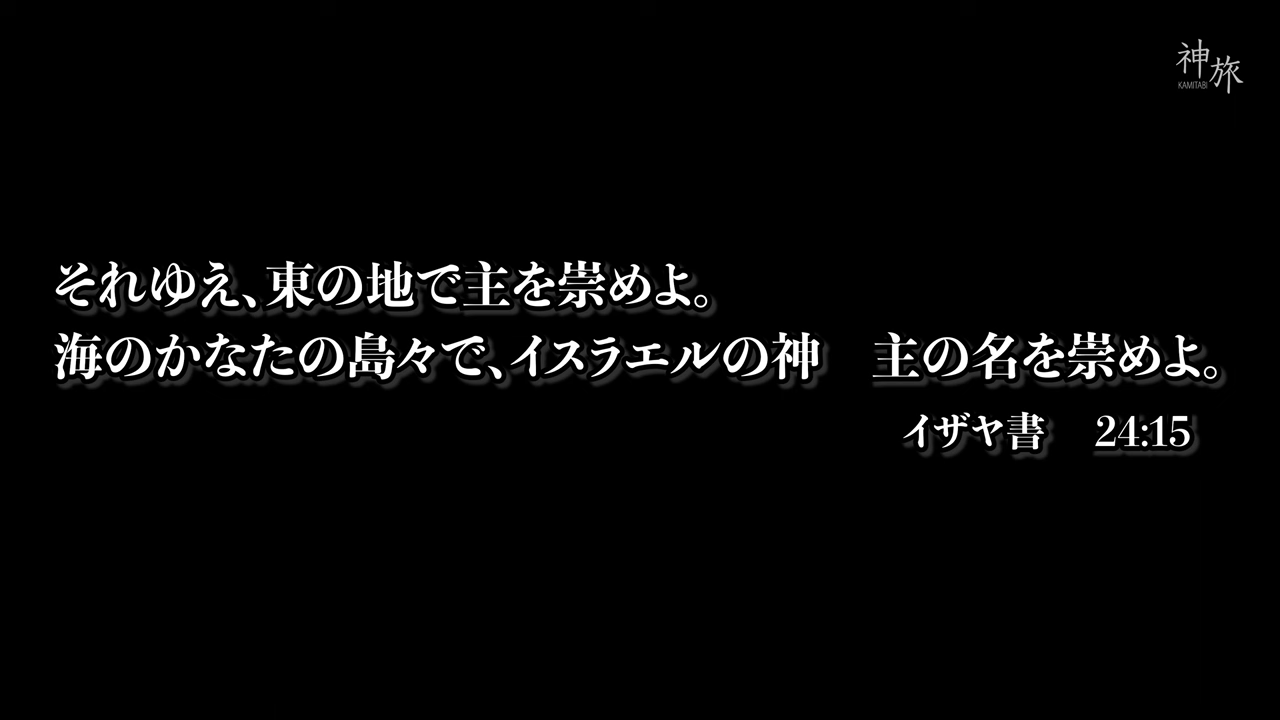 神旅
KAMITABI
それゆえ、東の地で主を崇めよ。
海のかなたの島々で、イスラエルの神　主の名を崇めよ。
イザヤ書　24:15